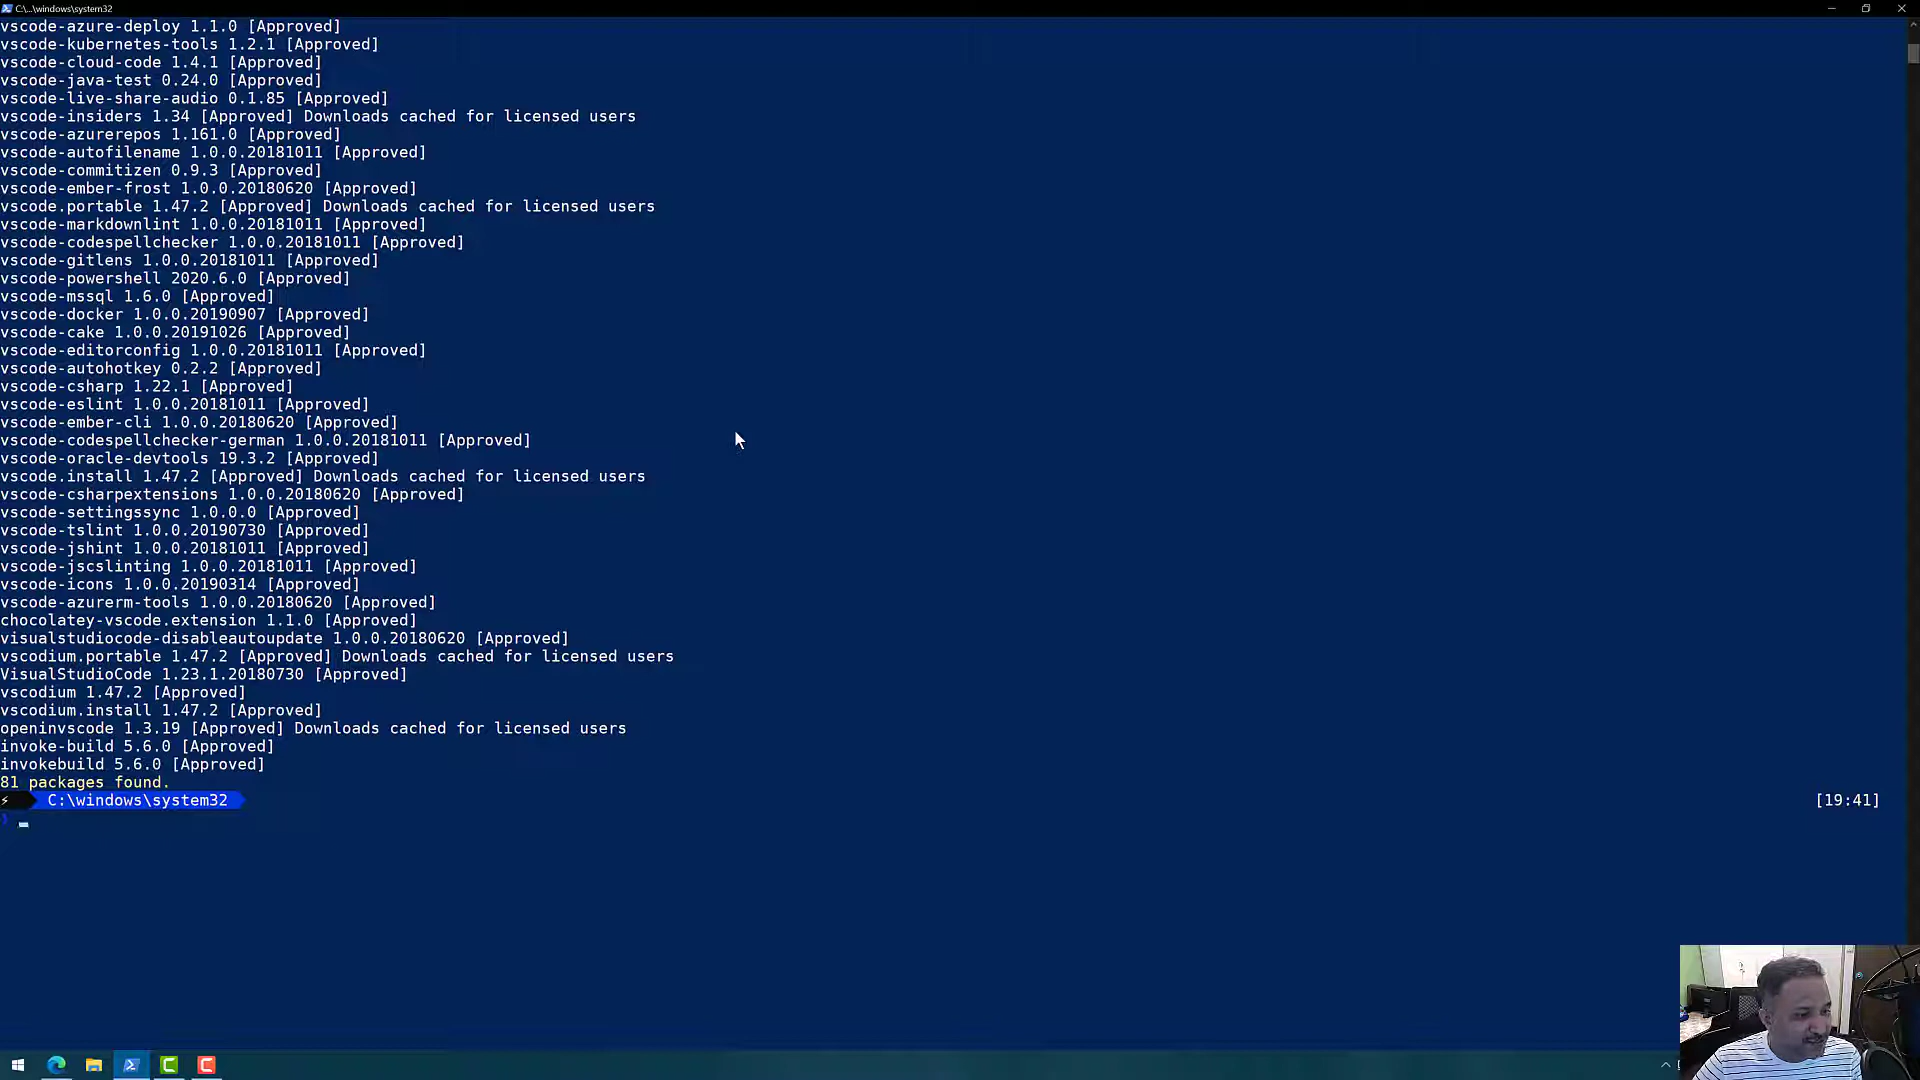 C:\...\windows\system32
vscode-azure-deploy 1.1.0 [Approved]
vscode-kubernetes-tools 1.2.1 [Approved]
vscode-cloud-code 1.4.1 [Approved]
vscode-java-test 0.24.0 [Approved]
vscode-live-share-audio 0.1.85 [Approved]
vscode-insiders 1.34 [Approved] Downloads cached for licensed users
vscode-azurerepos 1.161.0 [Approved]
vscode-autofilename 1.0.0.20181011 [Approved]
vscode-commitizen 0.9.3 [Approved]
vscode-ember-frost 1.0.0.20180620 [Approved]
vscode.portable 1.47.2 [Approved] Downloads cached for licensed users
vscode-markdownlint 1.0.0.20181011 [Approved]
vscode-codespellchecker 1.0.0.20181011 [Approved]
vscode-gitlens 1.0.0.20181011 [Approved]
vscode-powershell 2020.6.0 [Approved]
vscode-mssql 1.6.0 [Approved]
vscode-docker 1.0.0.20190907 [Approved]
vscode-cake 1.0.0.20191026 [Approved]
vscode-editorconfig 1.0.0.20181011 [Approved]
vscode-autohotkey 0.2.2 [Approved]
vscode-csharp 1.22.1 [Approved]
vscode-eslint 1.0.0.20181011 [Approved]
vscode-ember-cli 1.0.0.20180620 [Approved]
vscode-codespellchecker-german 1.0.0.20181011 [Approved]
vscode-oracle-devtools 19.3.2 [Approved]
vscode.install 1.47.2 [Approved] Downloads cached for licensed users
vscode-csharpextensions 1.0.0.20180620 [Approved]
vscode-settingssync 1.0.0.0 [Approved]
vscode-tslint 1.0.0.20190730 [Approved]
vscode-jshint 1.0.0.20181011 [Approved]
vscode-jscslinting 1.0.0.20181011 [Approved]
vscode-icons 1.0.0.20190314 [Approved]
vscode-azurerm-tools 1.0.0.20180620 [Approved]
chocolatey-vscode.extension 1.1.0 [Approved]
visualstudiocode-disableautoupdate 1.0.0.20180620 [Approved]
vscodium.portable 1.47.2 [Approved] Downloads cached for licensed users
VisualStudioCode 1.23.1.20180730 [Approved]
vscodium 1.47.2 [Approved]
vscodium.install 1.47.2 [Approved]
openinvscode 1.3.19 [Approved] Downloads cached for licensed users
invoke-build 5.6.0 [Approved]
invokebuild 5.6.0 [Approved]
81 packages found.
⚡ C:\windows\system32 [19:41]
❯